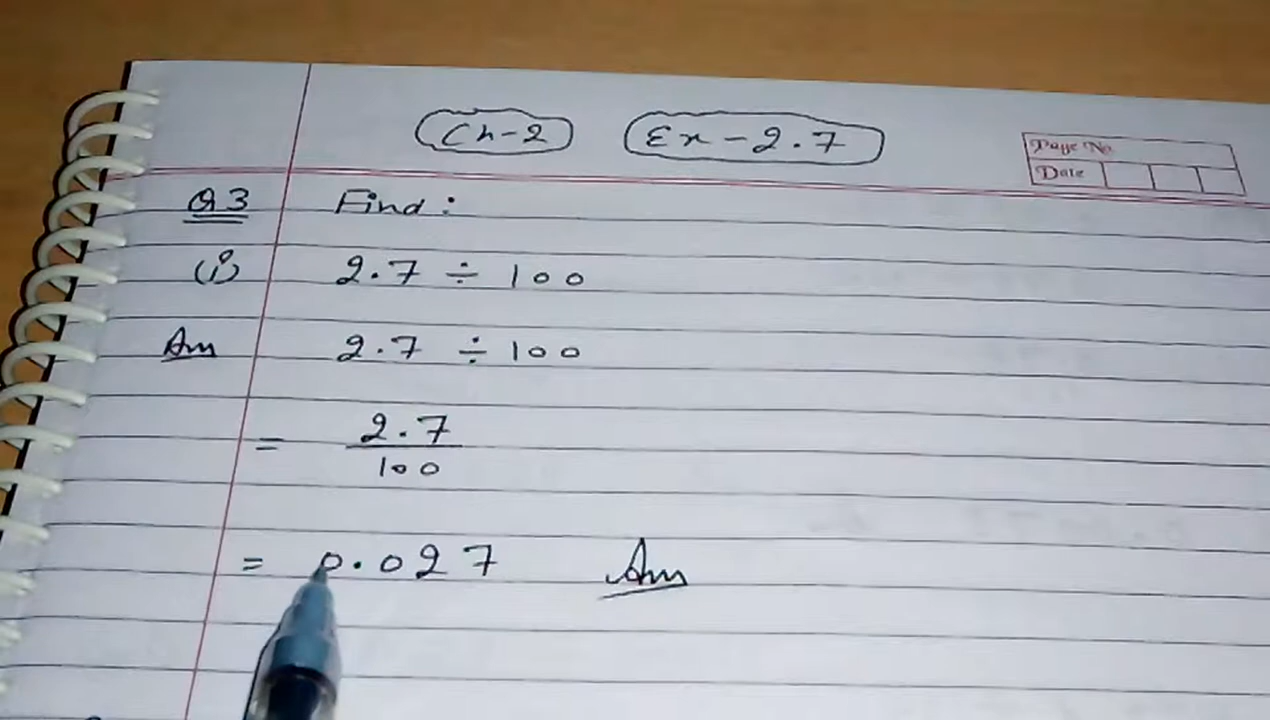 Ch-2 Ex-2.7
Page No.
Date
Q3 Find:
(i) 2.7 ÷ 100
Ans 2.7 ÷ 100
= 2.7
100
= 0.027 Ans